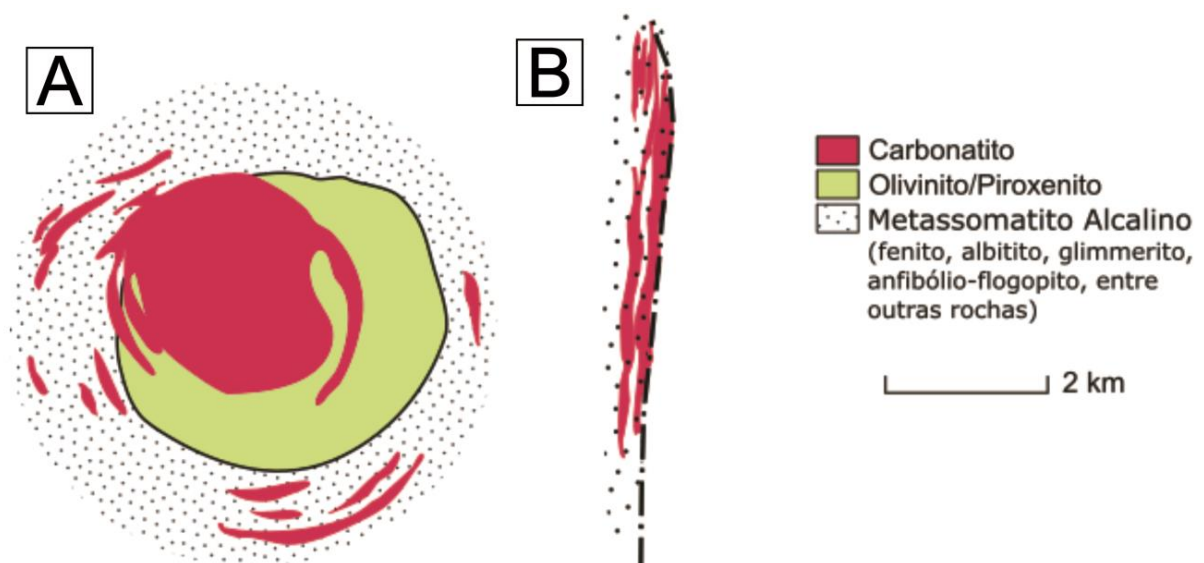 A
B
Carbonatito
Olivinito/Piroxenito
Metassomatito Alcalino
(fenito, albitito, glimmerito,
anfibólio-flogopito, entre
outras rochas)
2 km